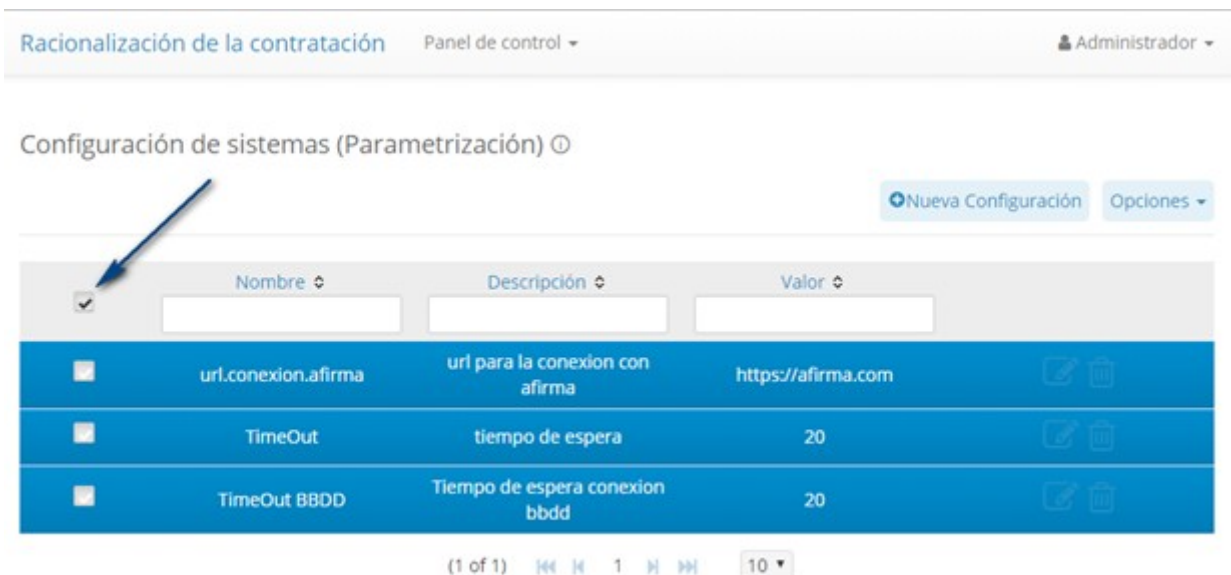 Racionalización de la contratación Panel de control Administrador
Configuración de sistemas (Parametrización)
Nueva Configuración Opciones
Nombre Descripción Valor
url.conexion.afirma url para la conexion con afirma https://afirma.com
TimeOut tiempo de espera 20
TimeOut BBDD Tiempo de espera conexion bbdd 20
(1 of 1) 1 10